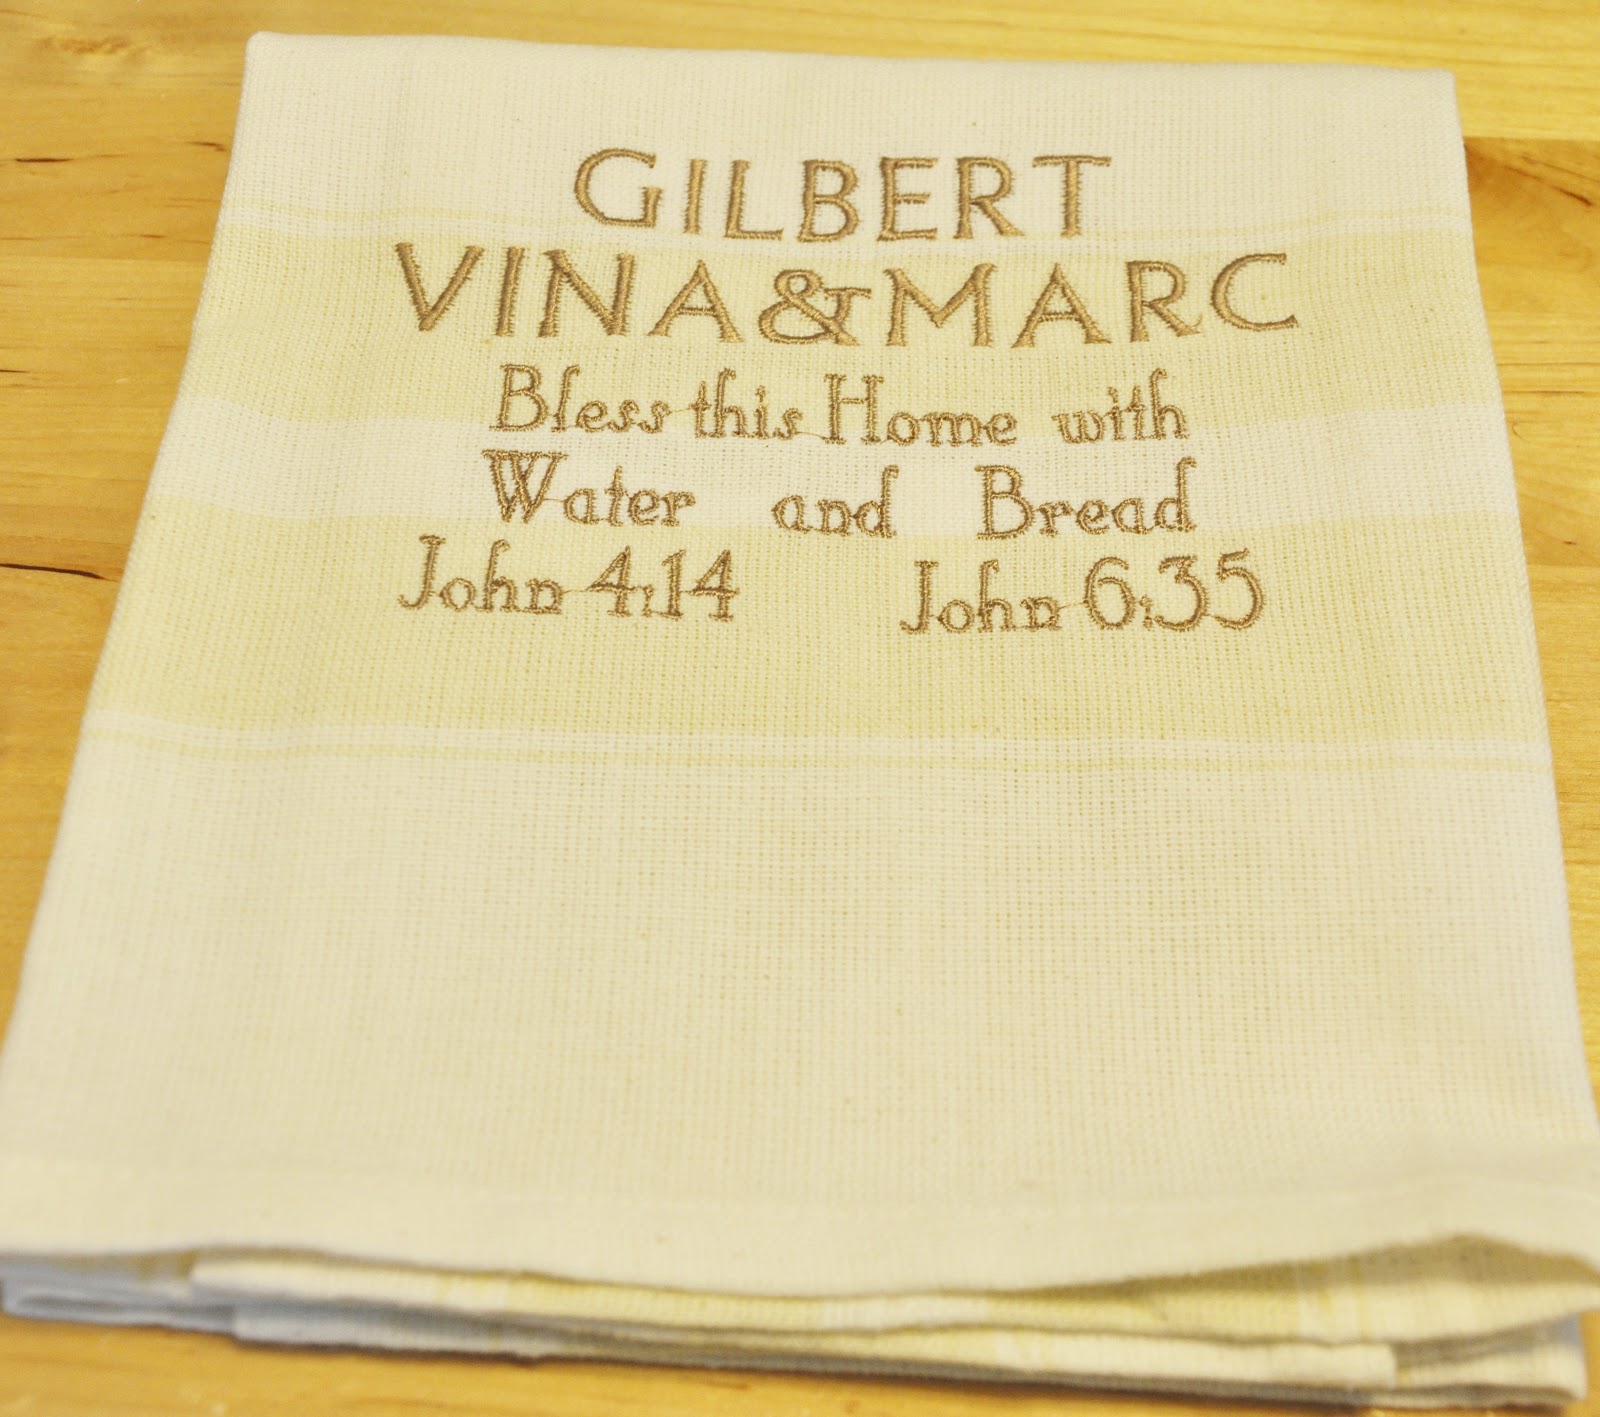 GILBERT
VINA & MARC
Bless this Home with
Water and Bread
John 4:14 John 6:35